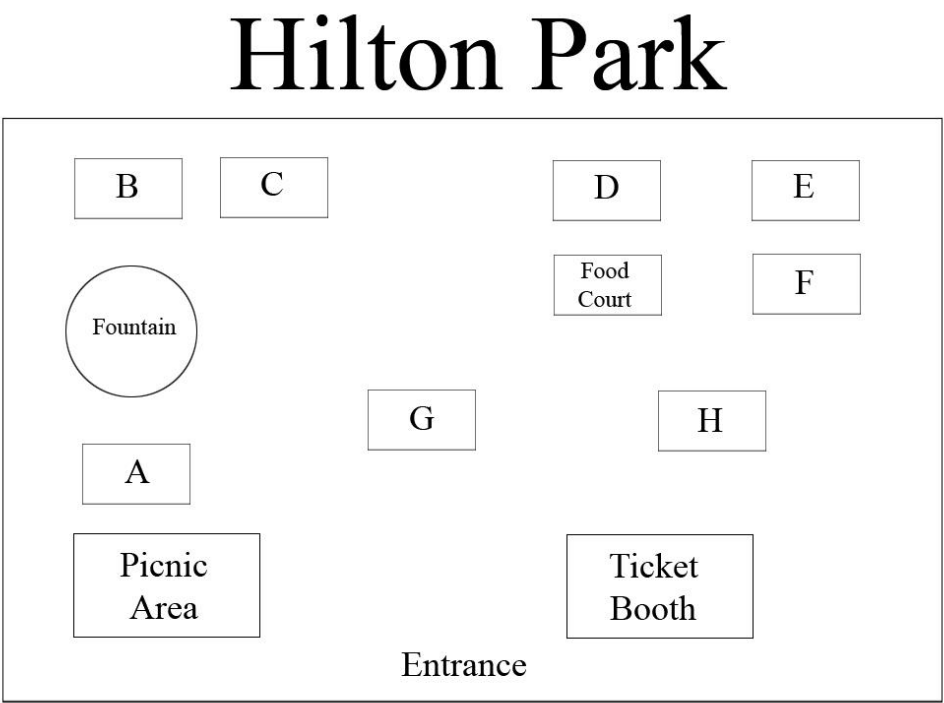 Hilton Park
B
C
D
E
Food
Court
F
Fountain
G
H
A
Picnic
Area
Ticket
Booth
Entrance